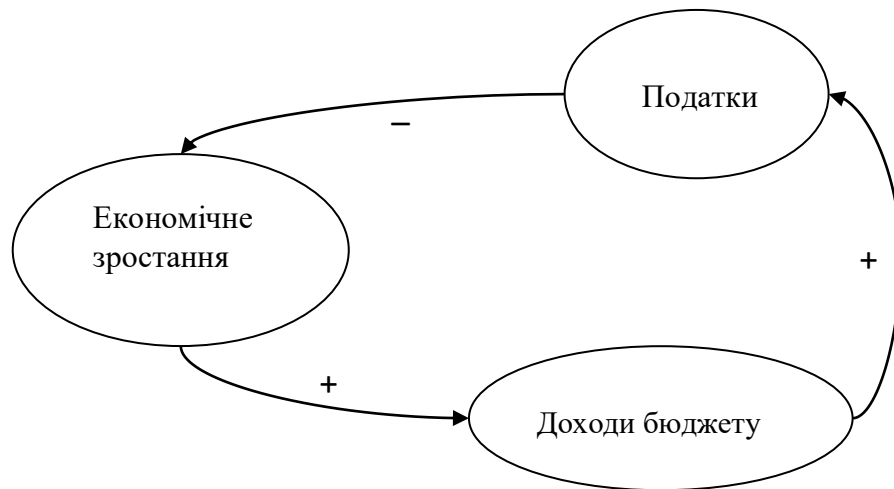 Податки
–
Економічне
зростання
+
+
Доходи бюджету